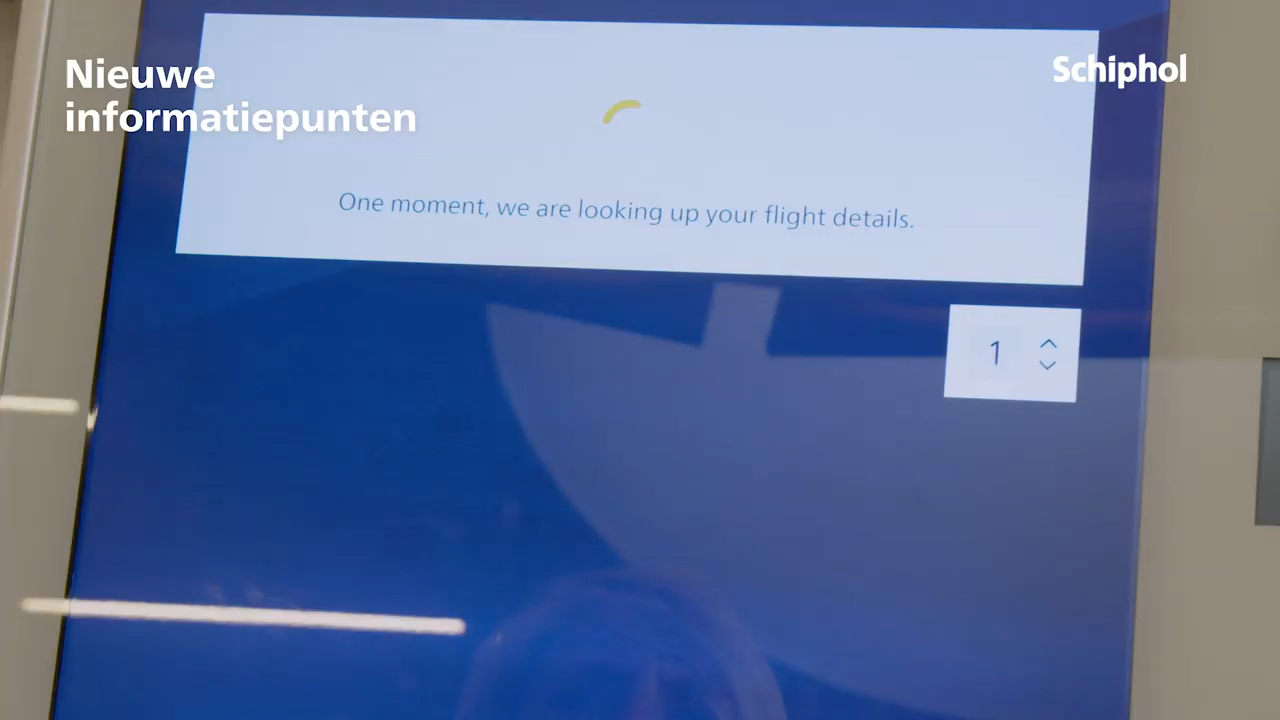 Nieuwe
informatiepunten
Schiphol
One moment, we are looking up your flight details.
1